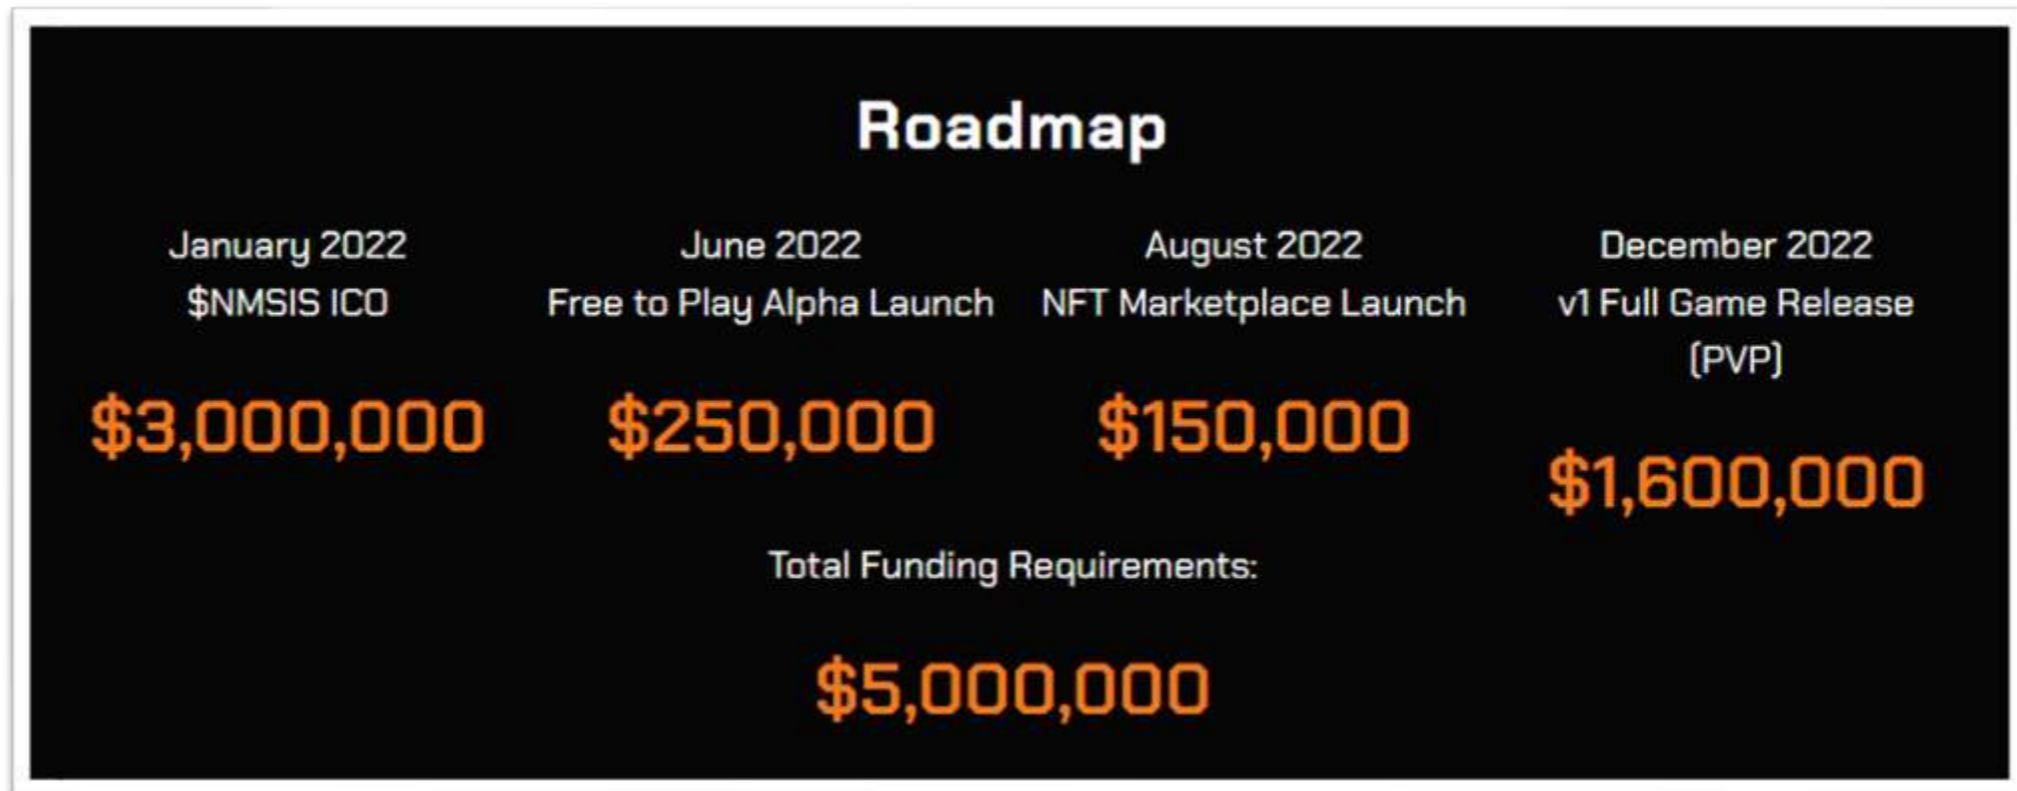 Roadmap
January 2022
$NMSIS ICO
$3,000,000
June 2022
Free to Play Alpha Launch
$250,000
August 2022
NFT Marketplace Launch
$150,000
December 2022
v1 Full Game Release
(PVP)
$1,600,000
Total Funding Requirements:
$5,000,000